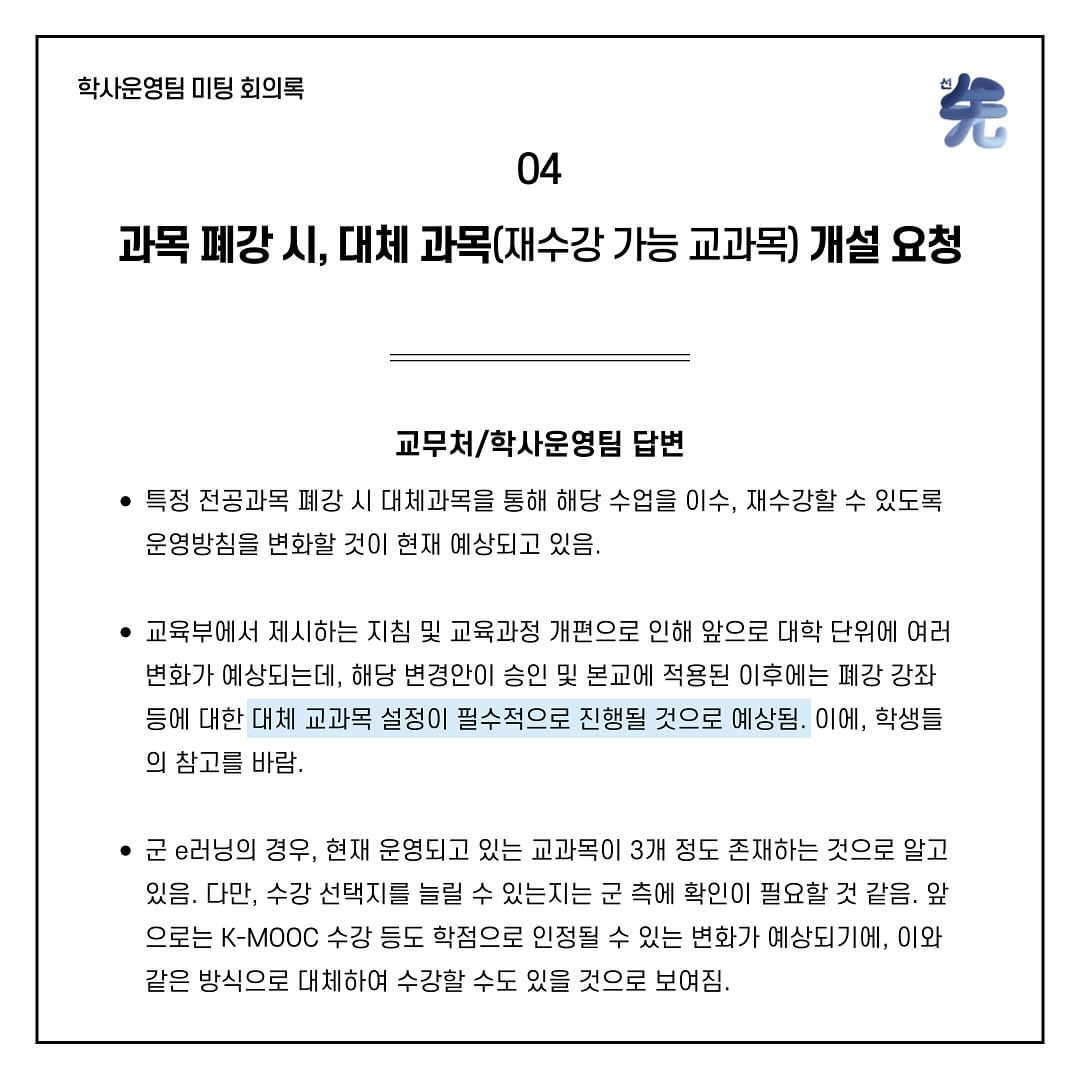 학사운영팀 미팅 회의록
선
先
04
과목 폐강 시, 대체 과목(재수강 가능 교과목) 개설 요청
교무처/학사운영팀 답변
• 특정 전공과목 폐강 시 대체과목을 통해 해당 수업을 이수, 재수강할 수 있도록
운영방침을 변화할 것이 현재 예상되고 있음.
• 교육부에서 제시하는 지침 및 교육과정 개편으로 인해 앞으로 대학 단위에 여러
변화가 예상되는데, 해당 변경안이 승인 및 본교에 적용된 이후에는 폐강 강좌
등에 대한 대체 교과목 설정이 필수적으로 진행될 것으로 예상됨. 이에, 학생들
의 참고를 바람.
• 군 e러닝의 경우, 현재 운영되고 있는 교과목이 3개 정도 존재하는 것으로 알고
있음. 다만, 수강 선택지를 늘릴 수 있는지는 군 측에 확인이 필요할 것 같음. 앞
으로는 K-MOOC 수강 등도 학점으로 인정될 수 있는 변화가 예상되기에, 이와
같은 방식으로 대체하여 수강할 수도 있을 것으로 보여짐.